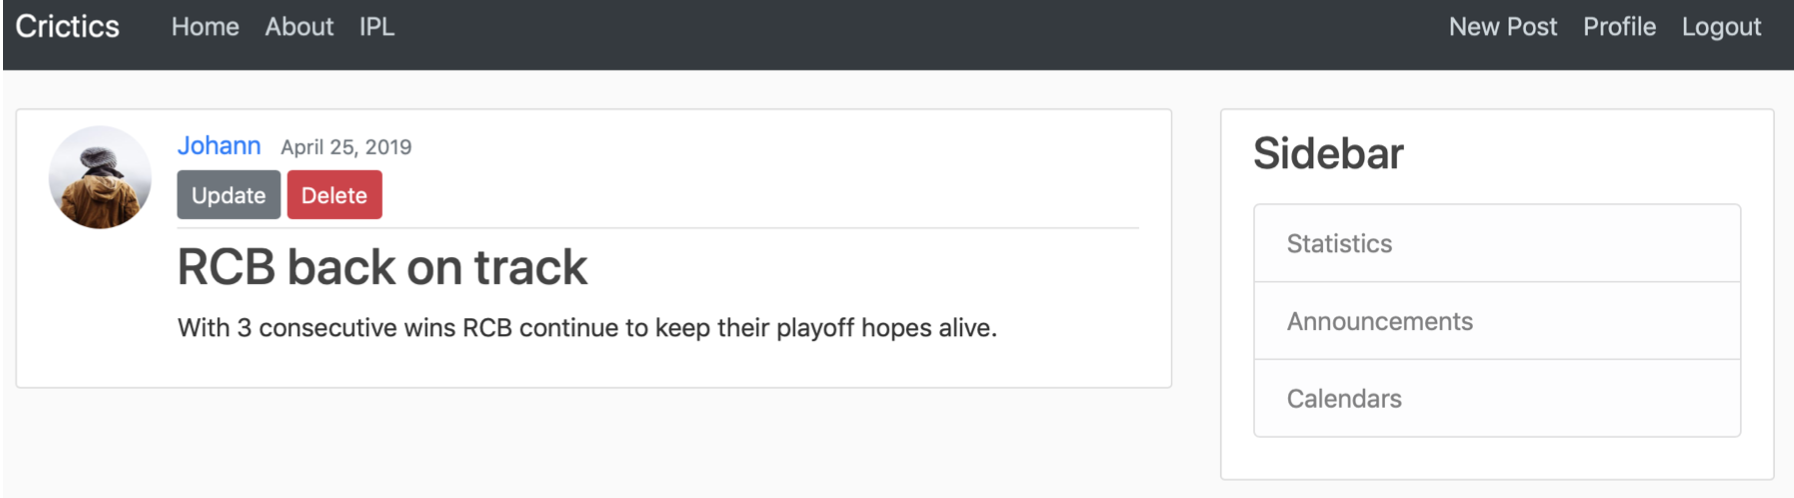 Crictics Home About IPL New Post Profile Logout
Johann April 25, 2019
Update Delete
RCB back on track
With 3 consecutive wins RCB continue to keep their playoff hopes alive.
Sidebar
Statistics
Announcements
Calendars